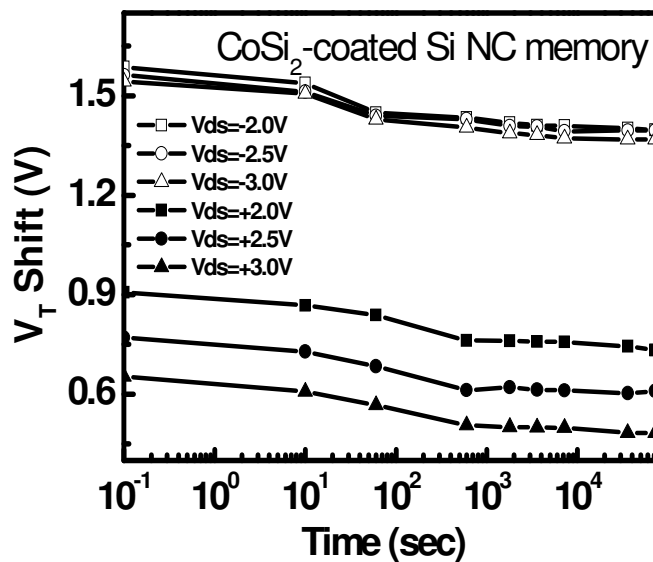 CoSi₂-coated Si NC memory
1.5
1.2
0.9
0.6
V_T Shift (V)
Vds=-2.0V
Vds=-2.5V
Vds=-3.0V
Vds=+2.0V
Vds=+2.5V
Vds=+3.0V
10⁻¹ 10⁰ 10¹ 10² 10³ 10⁴
Time (sec)